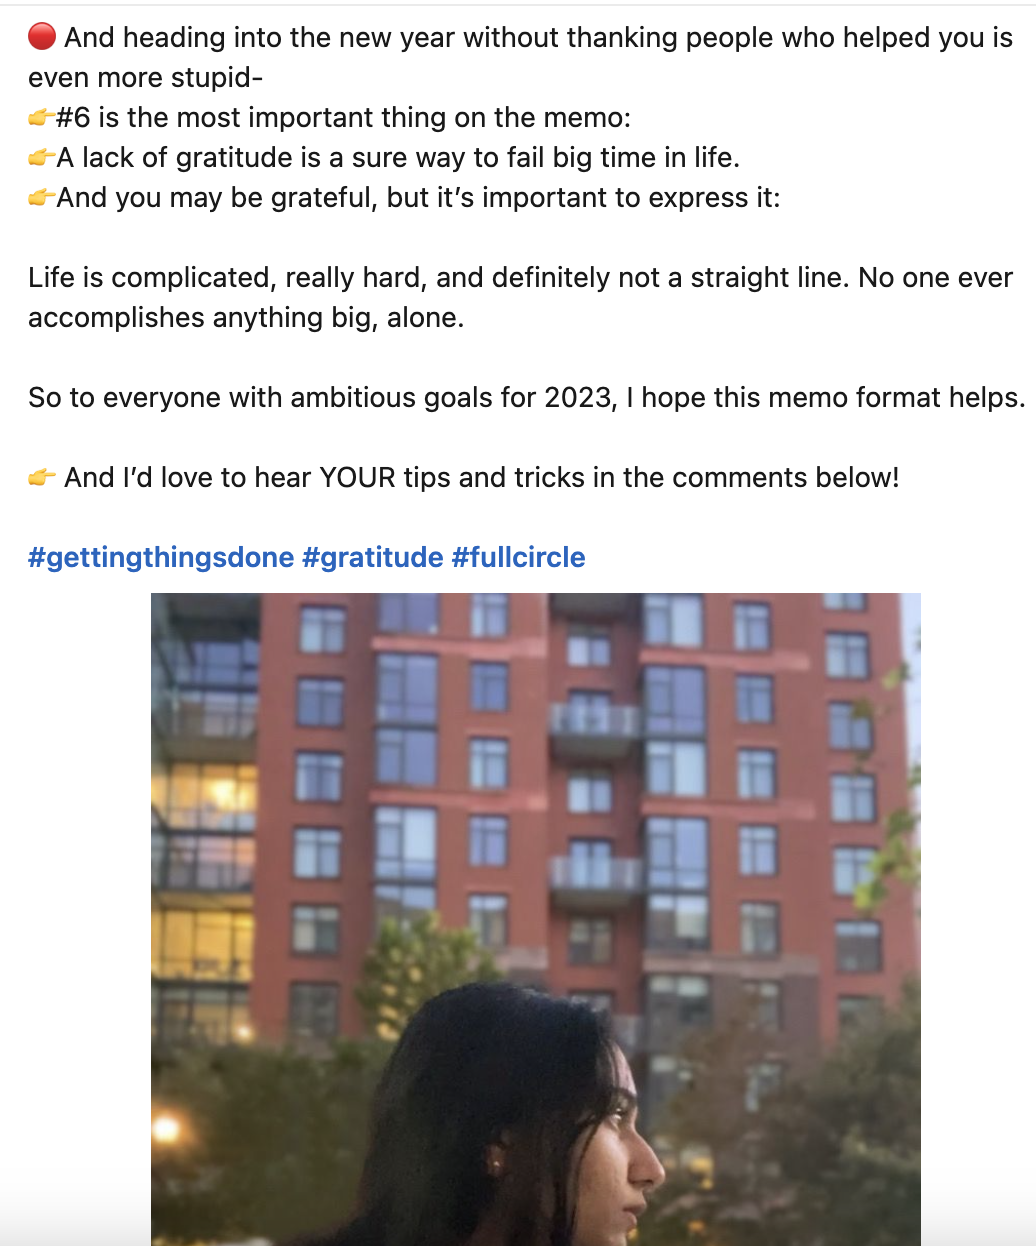 🔴 And heading into the new year without thanking people who helped you is
even more stupid-
👉#6 is the most important thing on the memo:
👉A lack of gratitude is a sure way to fail big time in life.
👉And you may be grateful, but it’s important to express it:
Life is complicated, really hard, and definitely not a straight line. No one ever
accomplishes anything big, alone.
So to everyone with ambitious goals for 2023, I hope this memo format helps.
👉 And I’d love to hear YOUR tips and tricks in the comments below!
#gettingthingsdone #gratitude #fullcircle